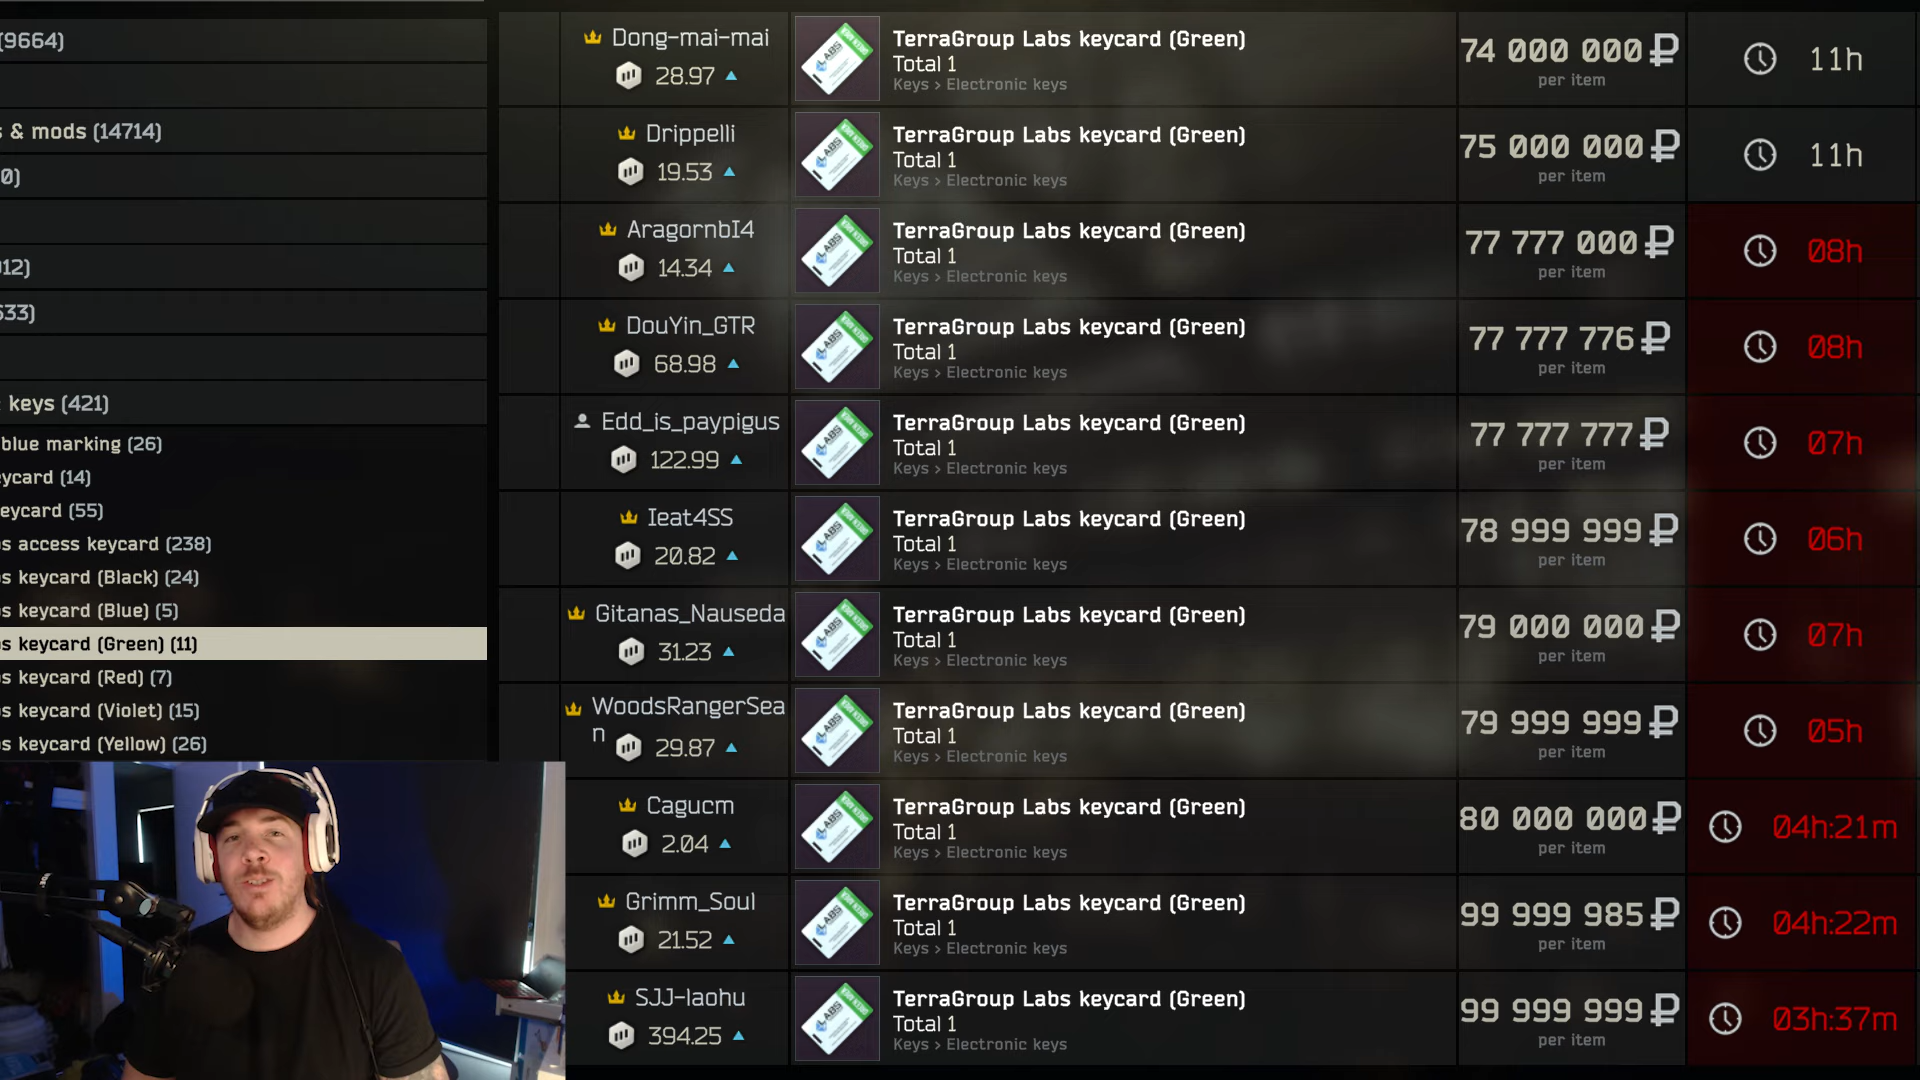 (9664)
s & mods (14714)
0)
012)
633)
keys (421)
blue marking (26)
eycard (14)
eycard (55)
s access keycard (238)
s keycard (Black) (24)
s keycard (Blue) (5)
s keycard (Green) (11)
s keycard (Red) (7)
s keycard (Violet) (15)
s keycard (Yellow) (26)
Dong-mai-mai
28.97
TerraGroup Labs keycard (Green)
Total 1
Keys > Electronic keys
74 000 000 ₽
per item
11h
Drippelli
19.53
TerraGroup Labs keycard (Green)
Total 1
Keys > Electronic keys
75 000 000 ₽
per item
11h
AragornbI4
14.34
TerraGroup Labs keycard (Green)
Total 1
Keys > Electronic keys
77 777 000 ₽
per item
08h
DouYin_GTR
68.98
TerraGroup Labs keycard (Green)
Total 1
Keys > Electronic keys
77 777 776 ₽
per item
08h
Edd_is_paypigus
122.99
TerraGroup Labs keycard (Green)
Total 1
Keys > Electronic keys
77 777 777 ₽
per item
07h
Ieat4SS
20.82
TerraGroup Labs keycard (Green)
Total 1
Keys > Electronic keys
78 999 999 ₽
per item
06h
Gitanas_Nauseda
31.23
TerraGroup Labs keycard (Green)
Total 1
Keys > Electronic keys
79 000 000 ₽
per item
07h
WoodsRangerSea
n
29.87
TerraGroup Labs keycard (Green)
Total 1
Keys > Electronic keys
79 999 999 ₽
per item
05h
Cagucm
2.04
TerraGroup Labs keycard (Green)
Total 1
Keys > Electronic keys
80 000 000 ₽
per item
04h:21m
Grimm_Soul
21.52
TerraGroup Labs keycard (Green)
Total 1
Keys > Electronic keys
99 999 985 ₽
per item
04h:22m
SJJ-laohu
394.25
TerraGroup Labs keycard (Green)
Total 1
Keys > Electronic keys
99 999 999 ₽
per item
03h:37m